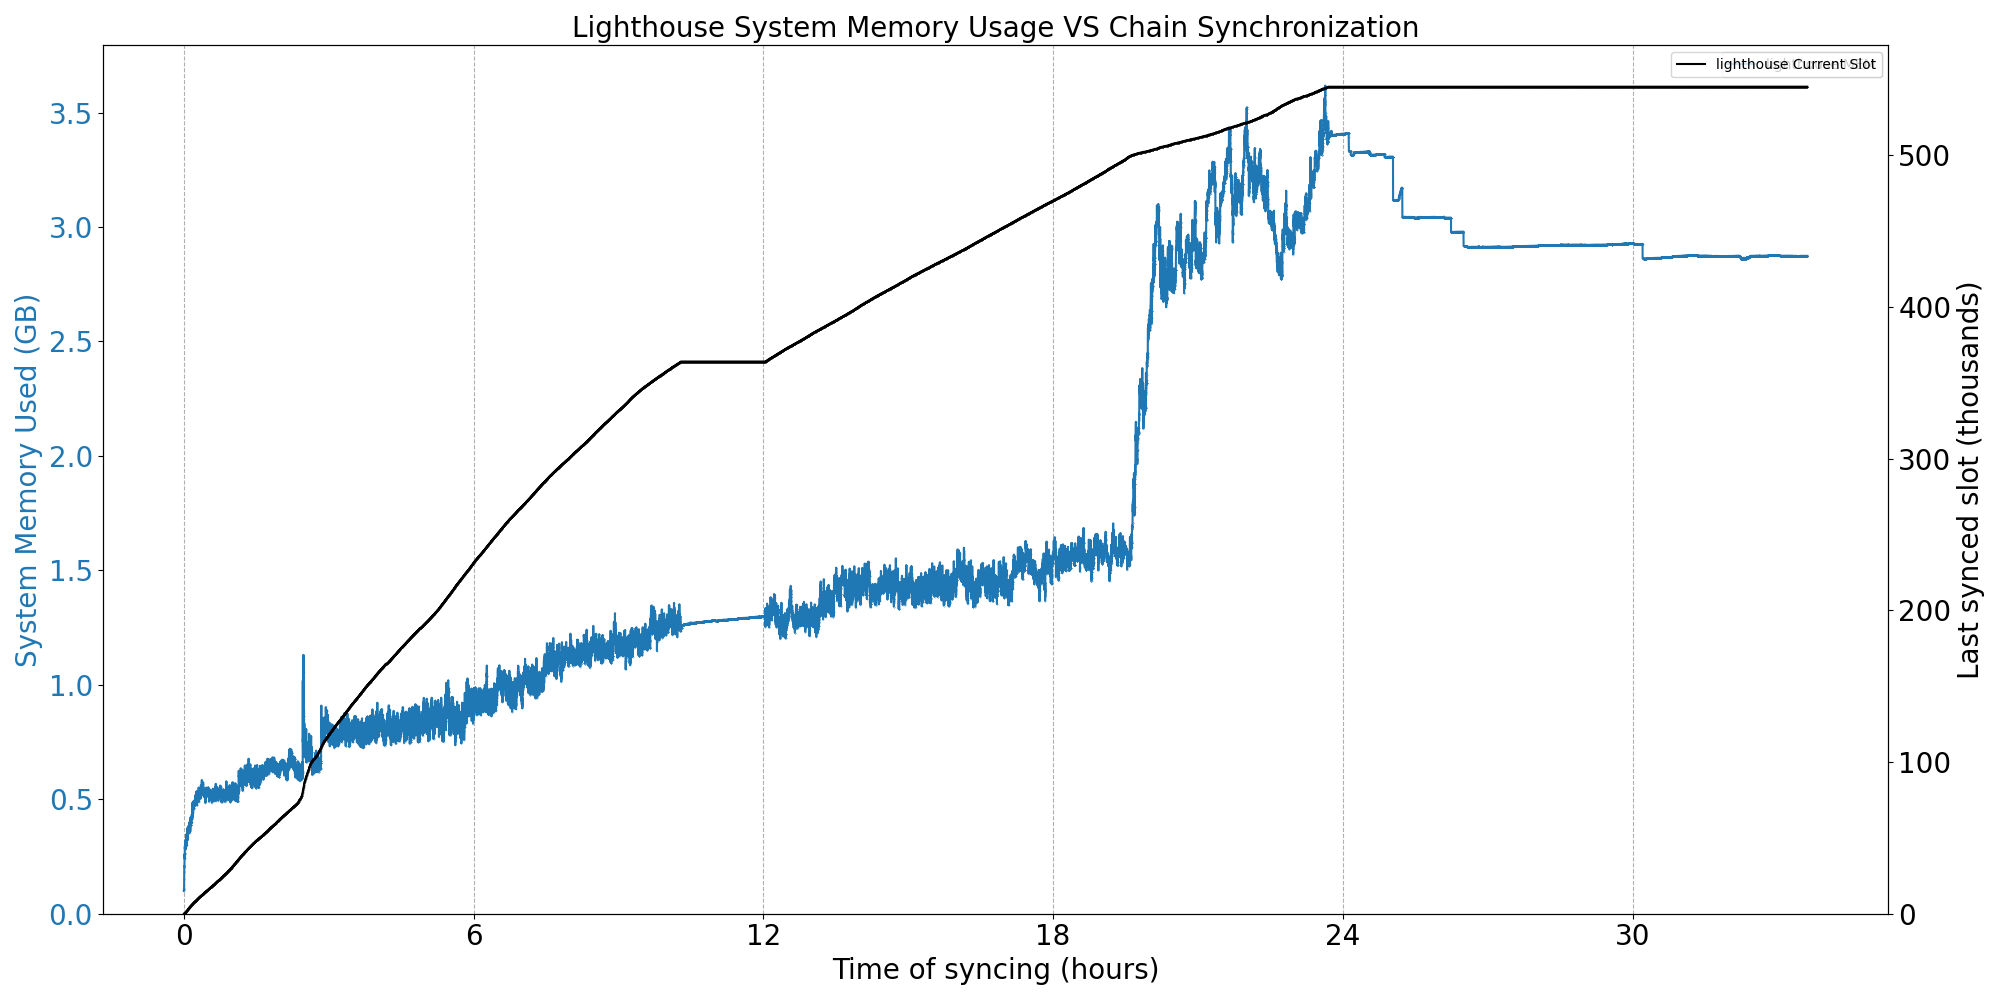 Lighthouse System Memory Usage VS Chain Synchronization
lighthouse Current Slot
3.5
3.0
2.5
2.0
1.5
1.0
0.5
0.0
System Memory Used (GB)
500
400
300
200
100
0
Last synced slot (thousands)
0 6 12 18 24 30
Time of syncing (hours)